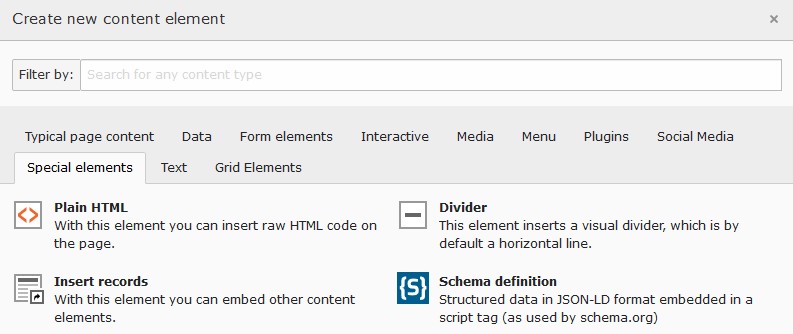 Create new content element
×
Filter by: Search for any content type
Typical page content Data Form elements Interactive Media Menu Plugins Social Media
Special elements Text Grid Elements
Plain HTML
With this element you can insert raw HTML code on
the page.
Divider
This element inserts a visual divider, which is by
default a horizontal line.
Insert records
With this element you can embed other content
elements.
{S}
Schema definition
Structured data in JSON-LD format embedded in a
script tag (as used by schema.org)